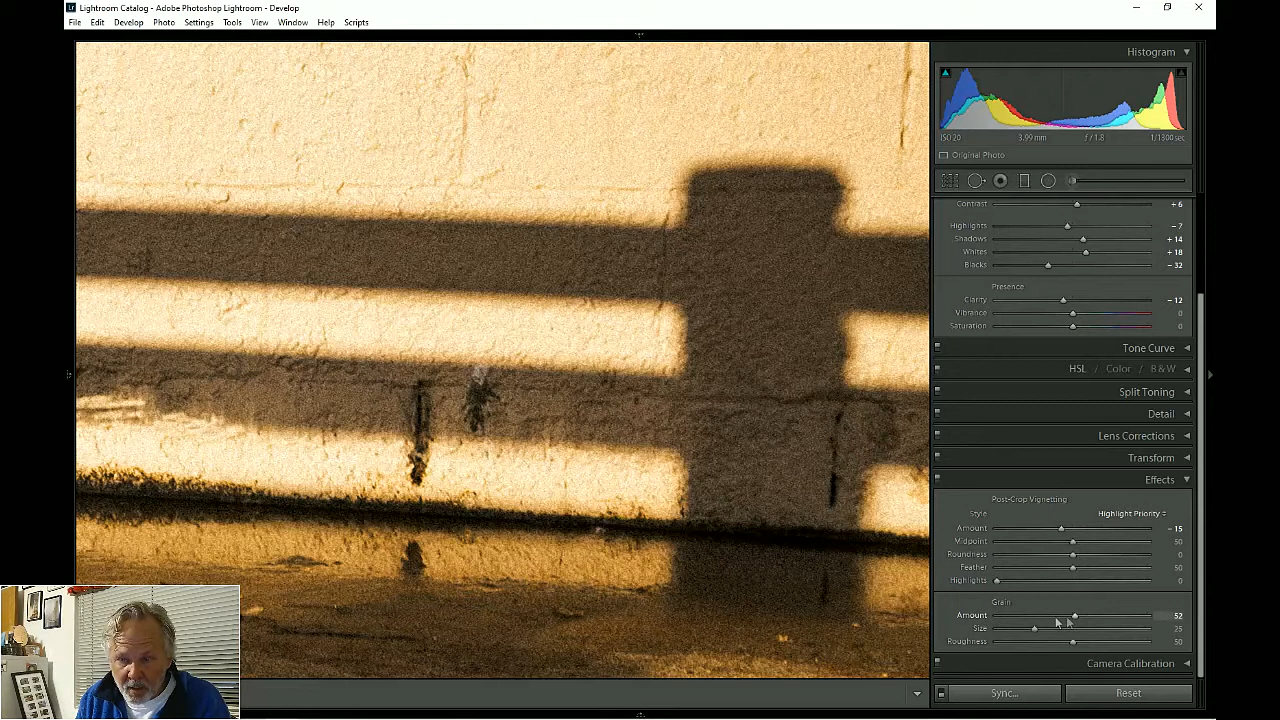 Lightroom Catalog - Adobe Photoshop Lightroom - Develop
File Edit Develop Photo Settings Tools View Window Help Scripts
Histogram
ISO 20 3.99 mm f / 1.8 1/1300 sec
Original Photo
Contrast + 6
Highlights - 7
Shadows + 14
Whites + 18
Blacks - 32
Presence
Clarity - 12
Vibrance 0
Saturation 0
Tone Curve
HSL / Color / B & W
Split Toning
Detail
Lens Corrections
Transform
Effects
Post-Crop Vignetting
Style Highlight Priority
Amount - 15
Midpoint 50
Roundness 0
Feather 50
Highlights 0
Grain
Amount 52
Size 25
Roughness 50
Camera Calibration
Sync... Reset